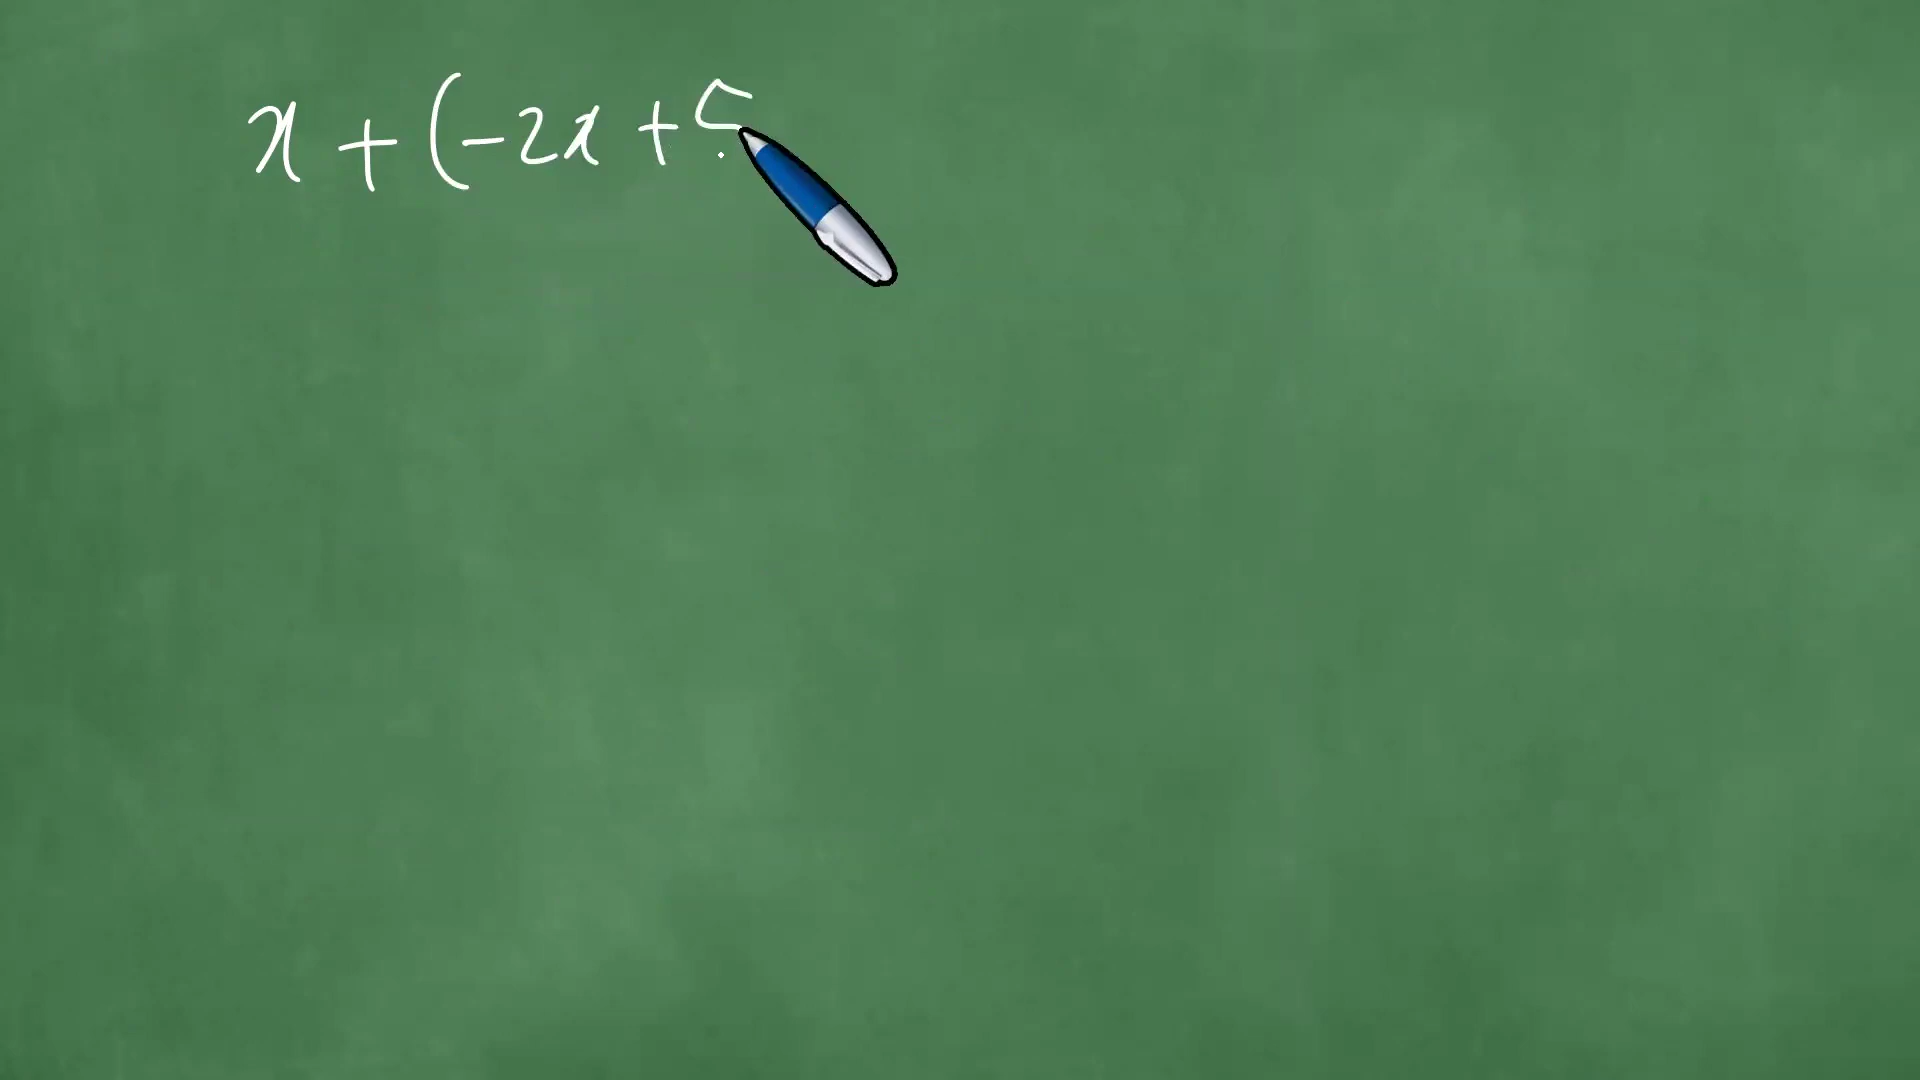 x + (-2x + 5